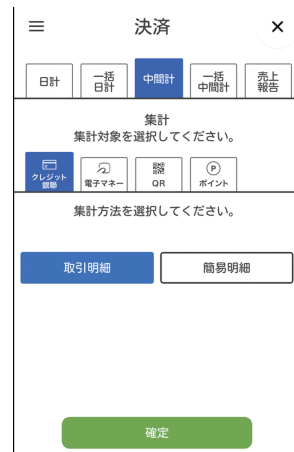 決済
日計
一括
日計
中間計
一括
中間計
売上
報告
集計
集計対象を選択してください。
クレジット
銀聯
電子マネー
QR
P
ポイント
集計方法を選択してください。
取引明細
簡易明細
確定